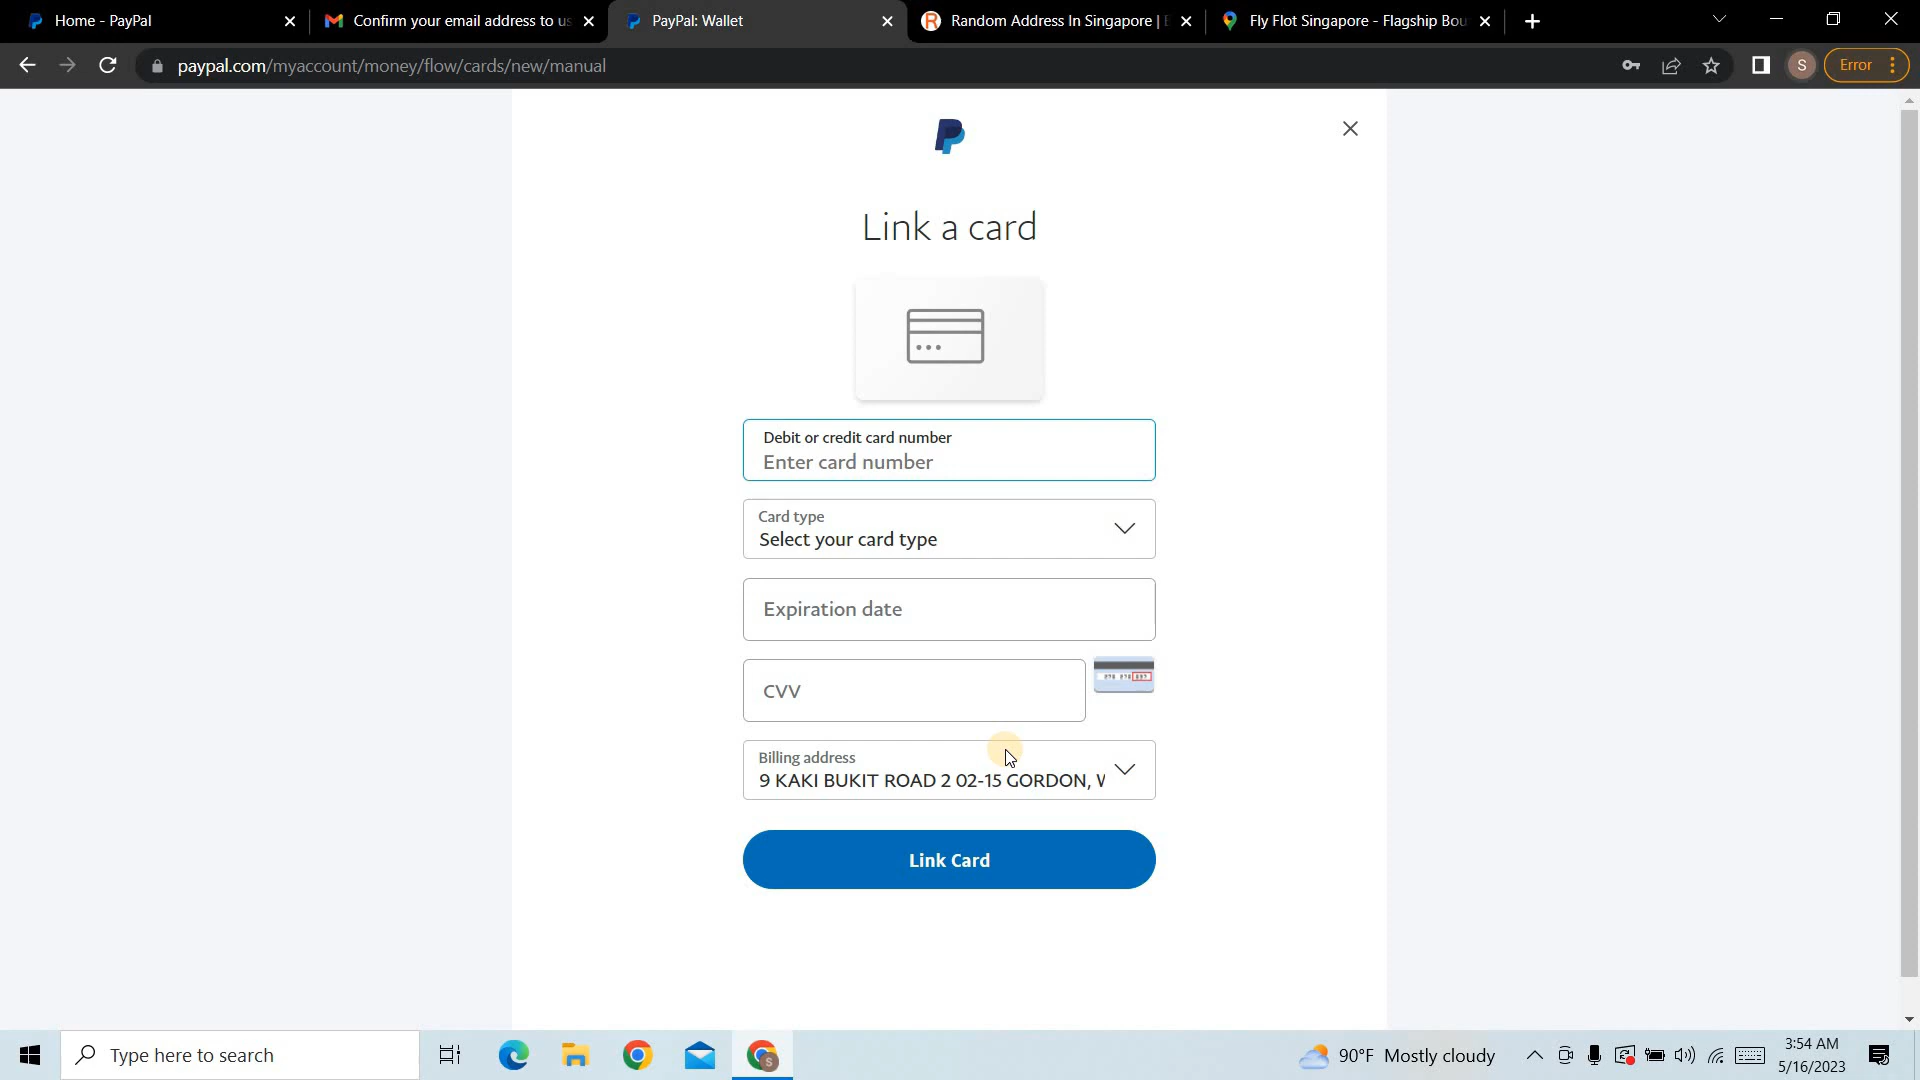 Home - PayPal
Confirm your email address to us
PayPal: Wallet
Random Address In Singapore |
Fly Flot Singapore - Flagship Bou
paypal.com/myaccount/money/flow/cards/new/manual
S
Error
Link a card
Debit or credit card number
Enter card number
Card type
Select your card type
Expiration date
CVV
Billing address
9 KAKI BUKIT ROAD 2 02-15 GORDON,
Link Card
Type here to search
S
90°F Mostly cloudy
3:54 AM
5/16/2023